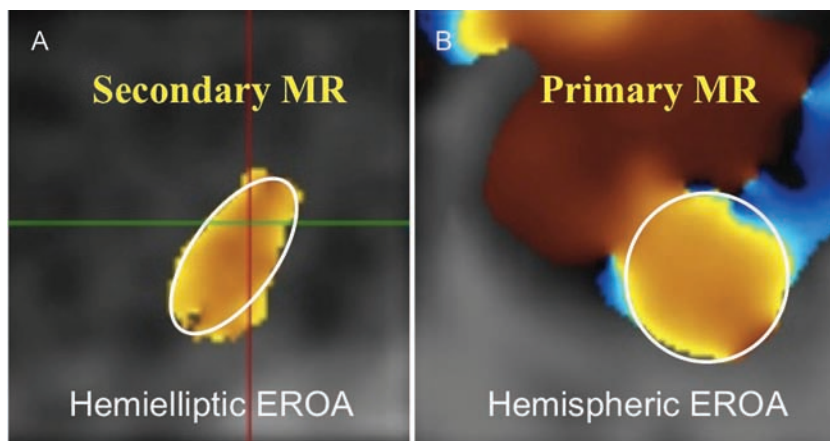 A
Secondary MR
Hemielliptic EROA
B
Primary MR
Hemispheric EROA